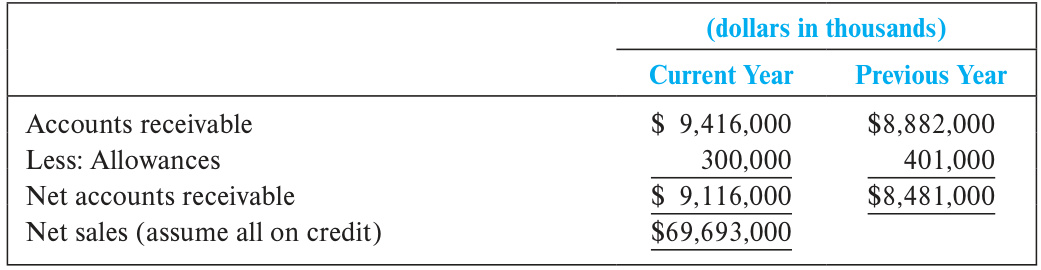 (dollars in thousands)
Current Year Previous Year
Accounts receivable $ 9,416,000 $8,882,000
Less: Allowances 300,000 401,000
Net accounts receivable $ 9,116,000 $8,481,000
Net sales (assume all on credit) $69,693,000